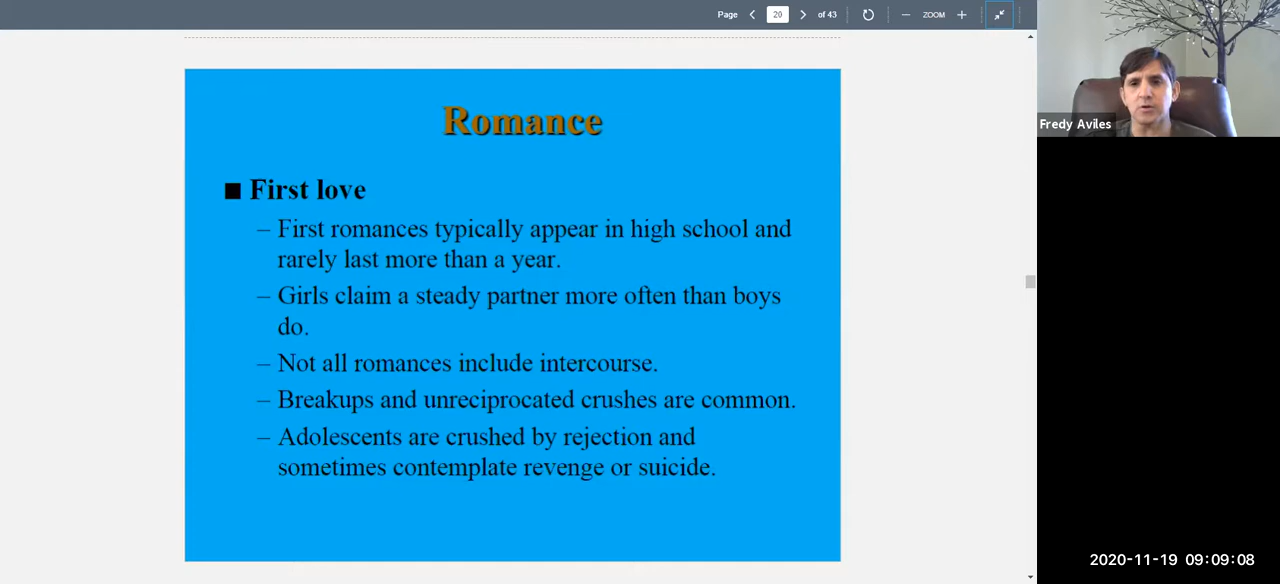 Page 20 of 43 ZOOM
Romance
First love
– First romances typically appear in high school and
rarely last more than a year.
– Girls claim a steady partner more often than boys
do.
– Not all romances include intercourse.
– Breakups and unreciprocated crushes are common.
– Adolescents are crushed by rejection and
sometimes contemplate revenge or suicide.
Fredy Aviles
2020-11-19 09:09:08